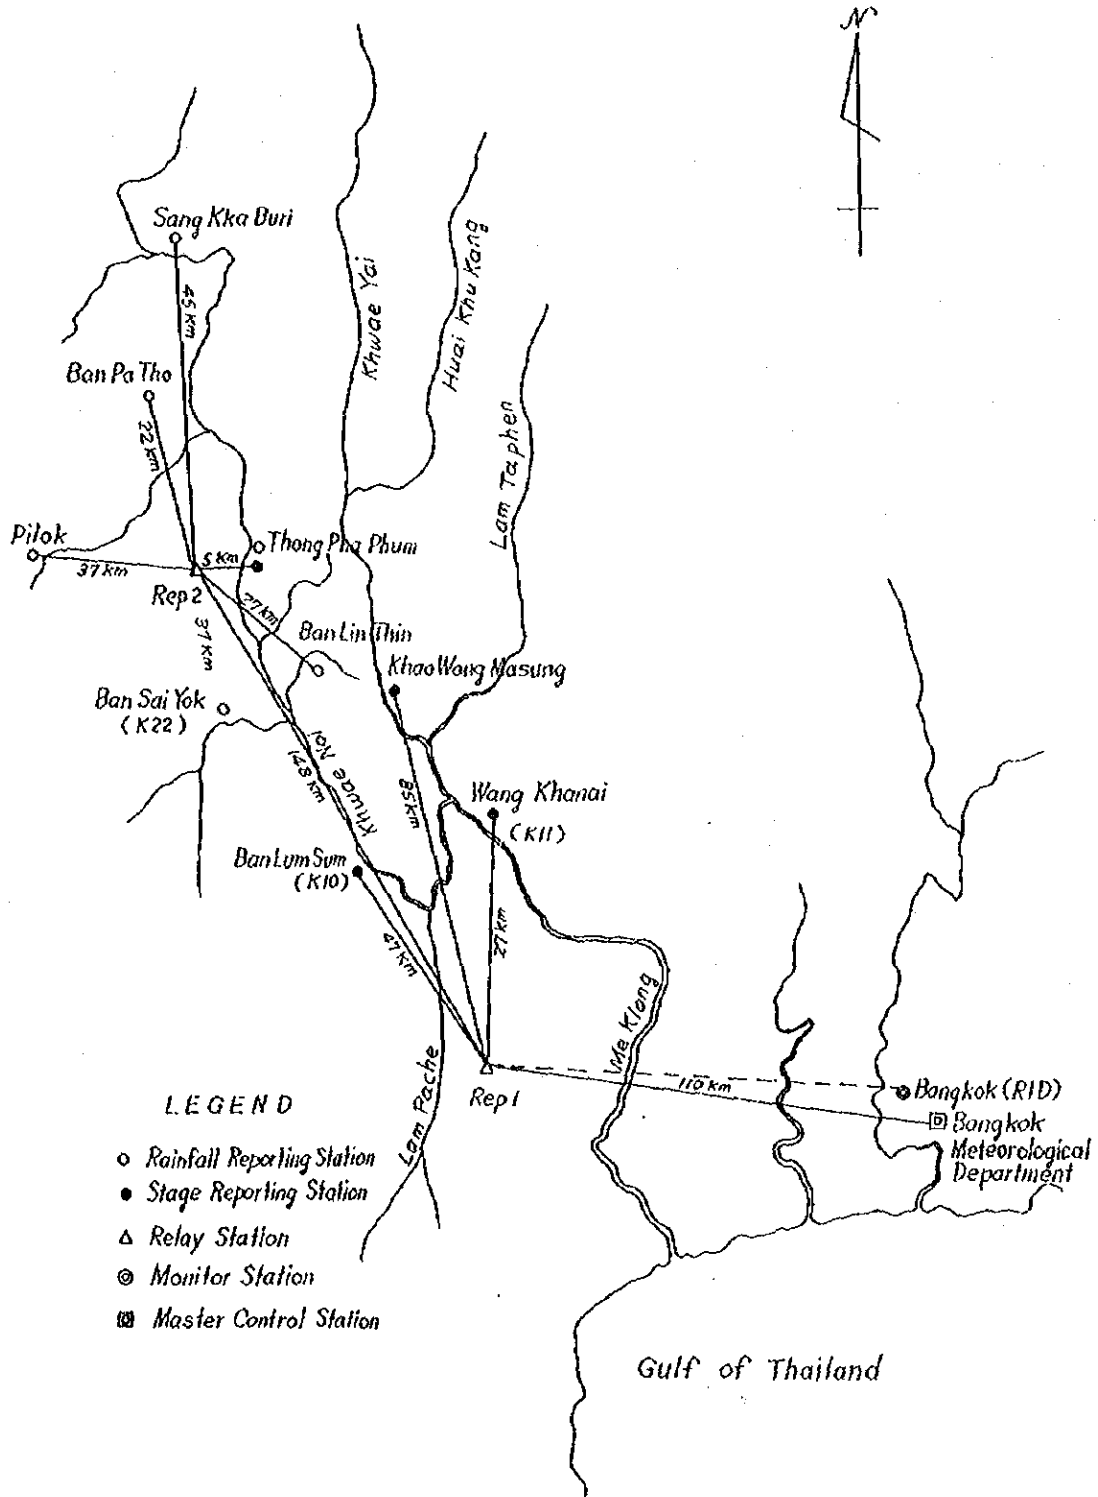 N
Sang Kka Buri
45 km
Khwae Yai
Huai Khu Kang
Ban Pa Tho
22 km
Lam Taphen
Pilok
37 km
5 km
Thong Pha Phum
Rep 2
27 km
37 km
Ban Lin Thin
Khao Wong Masung
Ban Sai Yok
(K22)
148 km
Khwae Noi
85 km
Wang Khanai
(K11)
Ban Lum Sum
(K10)
47 km
27 km
Me Klong
Lam Pache
Rep 1
110 km
Bangkok (RID)
Bangkok
Meteorological
Department
LEGEND
Rainfall Reporting Station
Stage Reporting Station
Relay Station
Monitor Station
Master Control Station
Gulf of Thailand